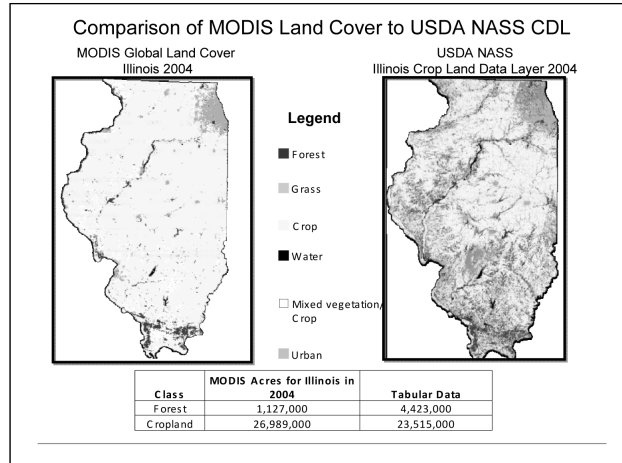 Comparison of MODIS Land Cover to USDA NASS CDL
MODIS Global Land Cover
Illinois 2004
USDA NASS
Illinois Crop Land Data Layer 2004
Legend
Forest
Grass
Crop
Water
Mixed vegetation/
Crop
Urban
Class
MODIS Acres for Illinois in
2004
Tabular Data
Forest 1,127,000 4,423,000
Cropland 26,989,000 23,515,000